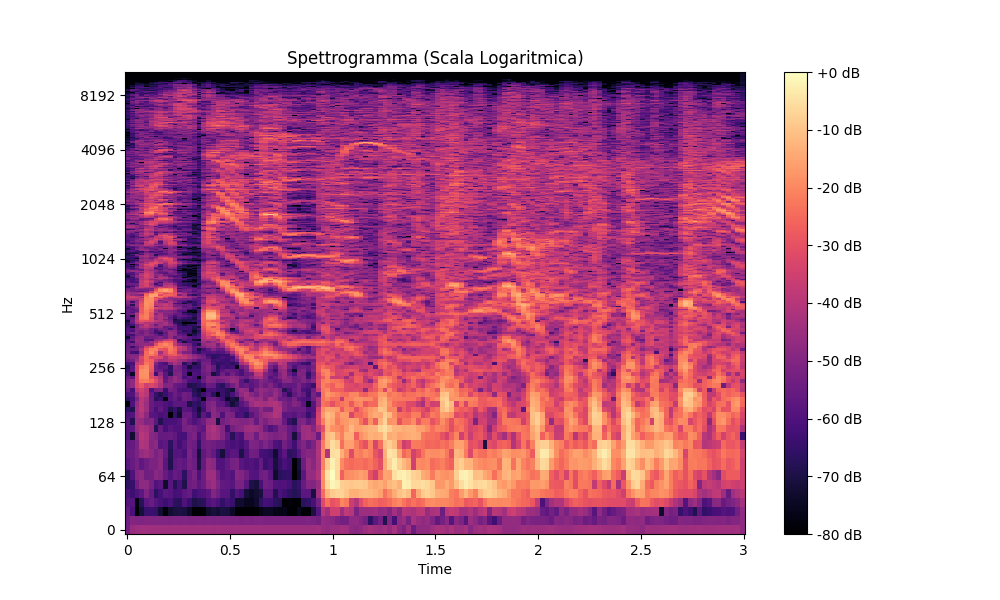 Spettrogramma (Scala Logaritmica)
Hz
8192
4096
2048
1024
512
256
128
64
0
0 0.5 1 1.5 2 2.5 3
Time
+0 dB
-10 dB
-20 dB
-30 dB
-40 dB
-50 dB
-60 dB
-70 dB
-80 dB